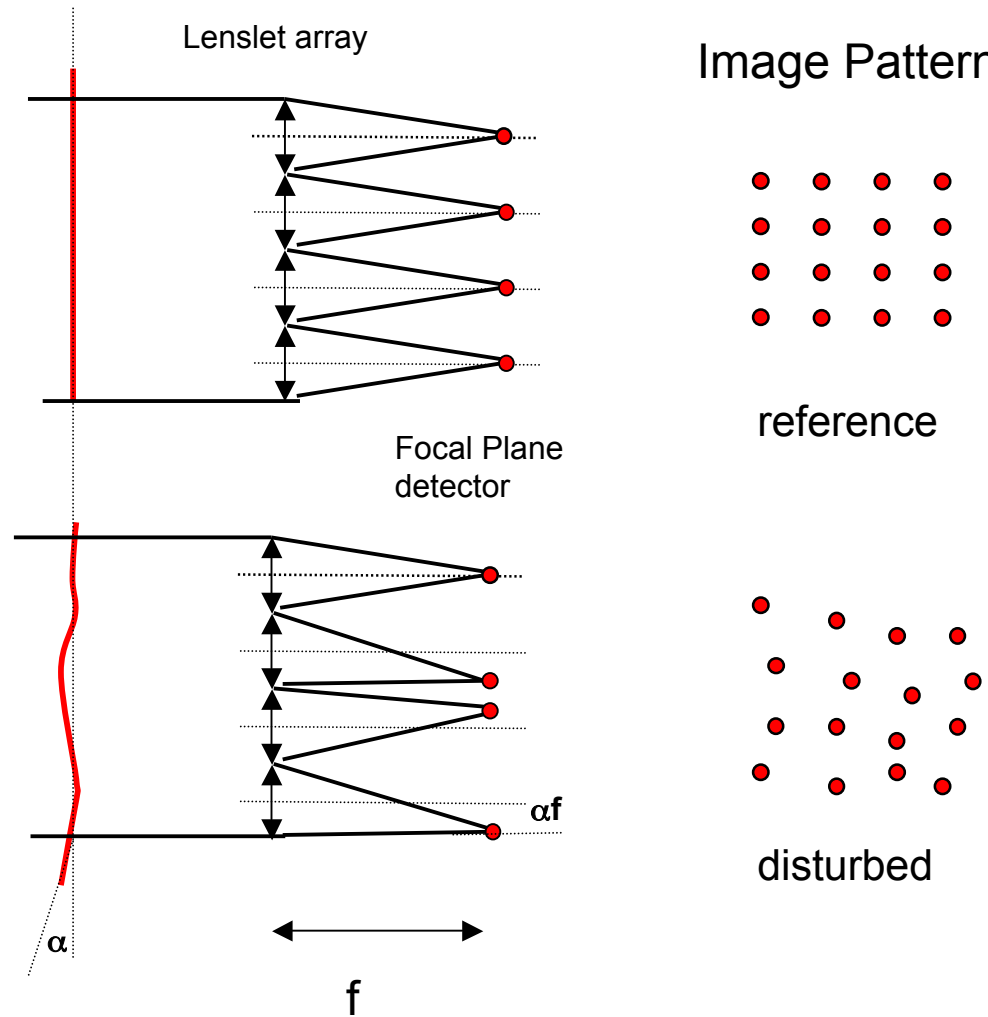 Lenslet array
Image Pattern
reference
Focal Plane
detector
αf
disturbed
α
f